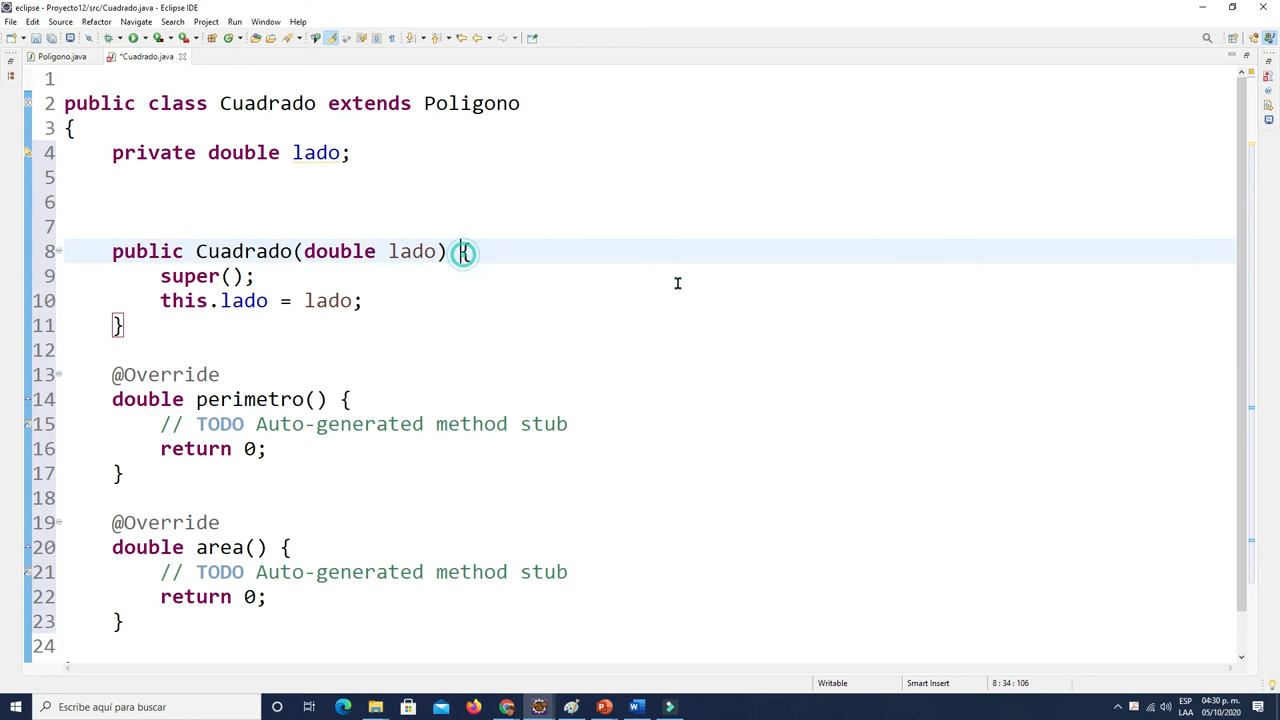 eclipse - Proyecto12/src/Cuadrado.java - Eclipse IDE
File Edit Source Refactor Navigate Search Project Run Window Help
Poligono.java *Cuadrado.java
1
2 public class Cuadrado extends Poligono
3 {
4 private double lado;
5
6
7
8 public Cuadrado(double lado) {
9 super();
10 this.lado = lado;
11 }
12
13 @Override
14 double perimetro() {
15 // TODO Auto-generated method stub
16 return 0;
17 }
18
19 @Override
20 double area() {
21 // TODO Auto-generated method stub
22 return 0;
23 }
24
Writable Smart Insert 8 : 34 : 106
Escribe aquí para buscar
ESP 04:30 p. m.
LAA 05/10/2020